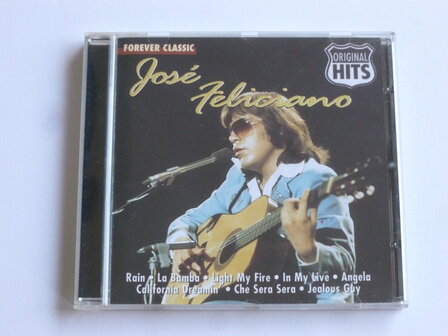 FOREVER CLASSIC
ORIGINAL
HITS
José
Feliciano
Rain • La Bamba • Light My Fire • In My Live • Angela
California Dreamin' • Che Sera Sera • Jealous Guy